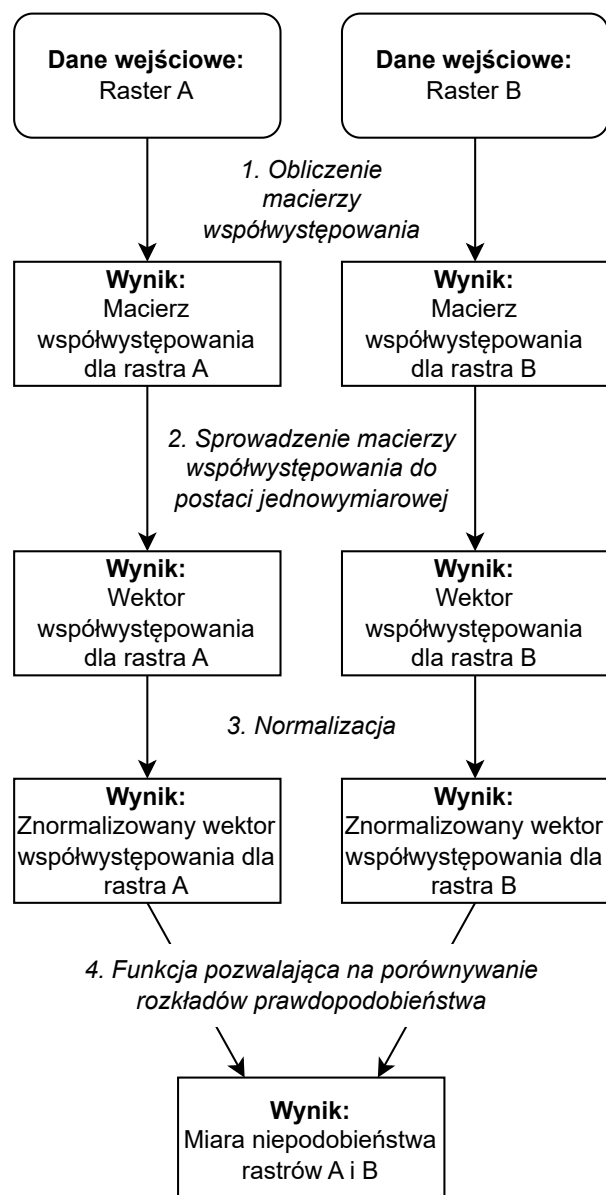 Dane wejściowe:
Raster A
Dane wejściowe:
Raster B
1. Obliczenie
macierzy
współwystępowania
Wynik:
Macierz
współwystępowania
dla rastra A
Wynik:
Macierz
współwystępowania
dla rastra B
2. Sprowadzenie macierzy
współwystępowania do
postaci jednowymiarowej
Wynik:
Wektor
współwystępowania
dla rastra A
Wynik:
Wektor
współwystępowania
dla rastra B
3. Normalizacja
Wynik:
Znormalizowany wektor
współwystępowania dla
rastra A
Wynik:
Znormalizowany wektor
współwystępowania dla
rastra B
4. Funkcja pozwalająca na porównywanie
rozkładów prawdopodobieństwa
Wynik:
Miara niepodobieństwa
rastrów A i B